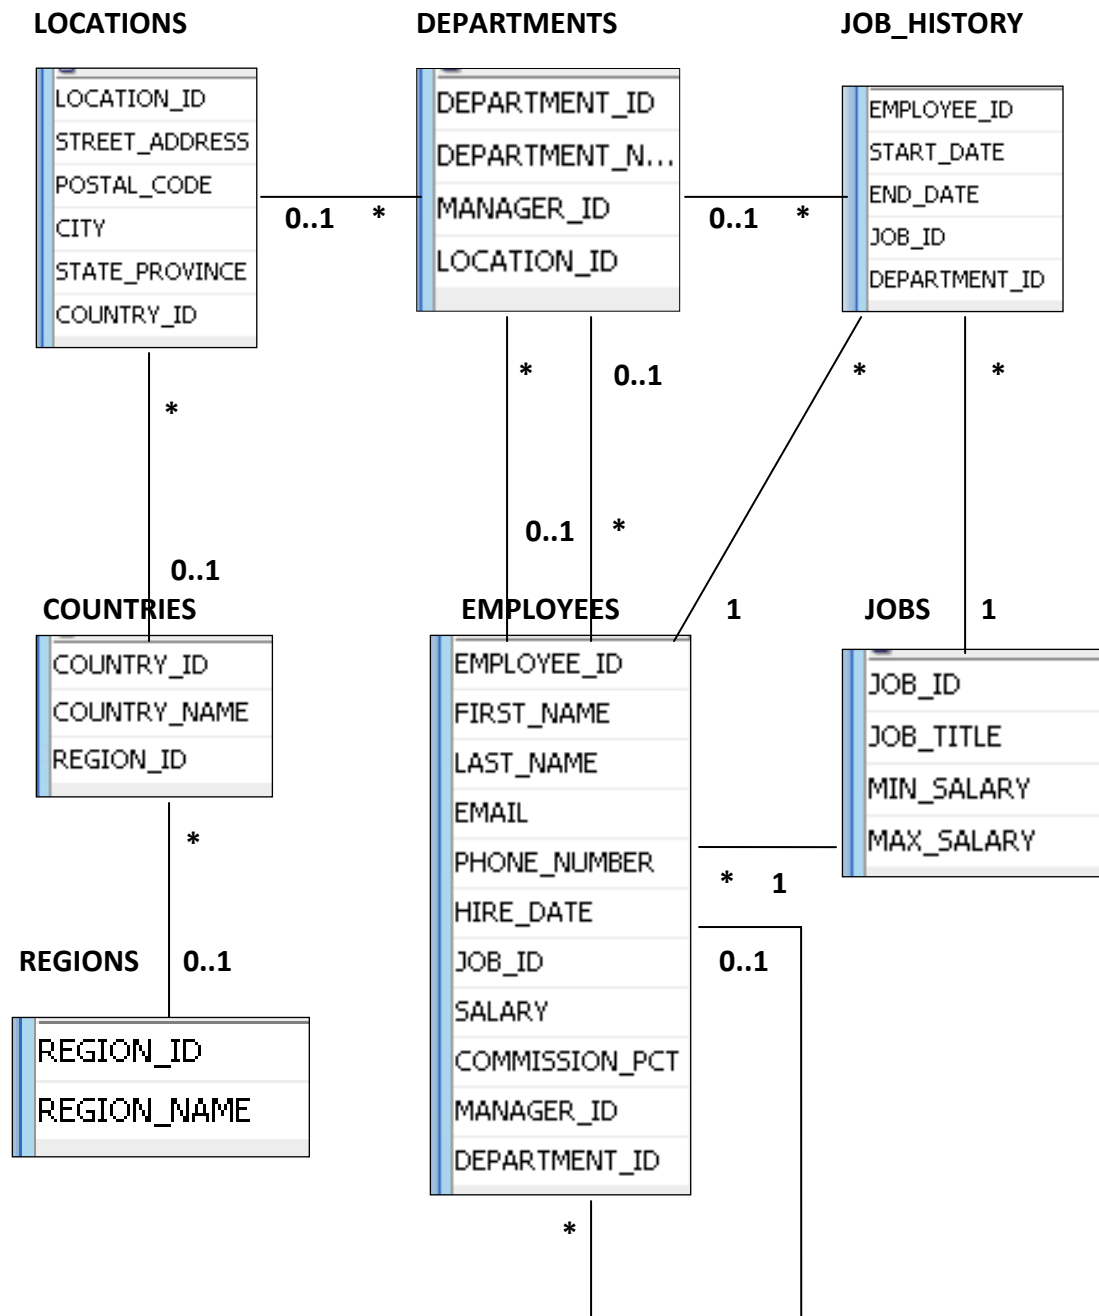 LOCATIONS
LOCATION_ID
STREET_ADDRESS
POSTAL_CODE
CITY
STATE_PROVINCE
COUNTRY_ID
0..1 *
DEPARTMENTS
DEPARTMENT_ID
DEPARTMENT_N...
MANAGER_ID
LOCATION_ID
0..1 *
JOB_HISTORY
EMPLOYEE_ID
START_DATE
END_DATE
JOB_ID
DEPARTMENT_ID
*
0..1
*
0..1
*
0..1
*
*
*
1
1
COUNTRIES
COUNTRY_ID
COUNTRY_NAME
REGION_ID
*
0..1
REGIONS
REGION_ID
REGION_NAME
EMPLOYEES
EMPLOYEE_ID
FIRST_NAME
LAST_NAME
EMAIL
PHONE_NUMBER
HIRE_DATE
JOB_ID
SALARY
COMMISSION_PCT
MANAGER_ID
DEPARTMENT_ID
* 1
0..1
*
JOBS
JOB_ID
JOB_TITLE
MIN_SALARY
MAX_SALARY